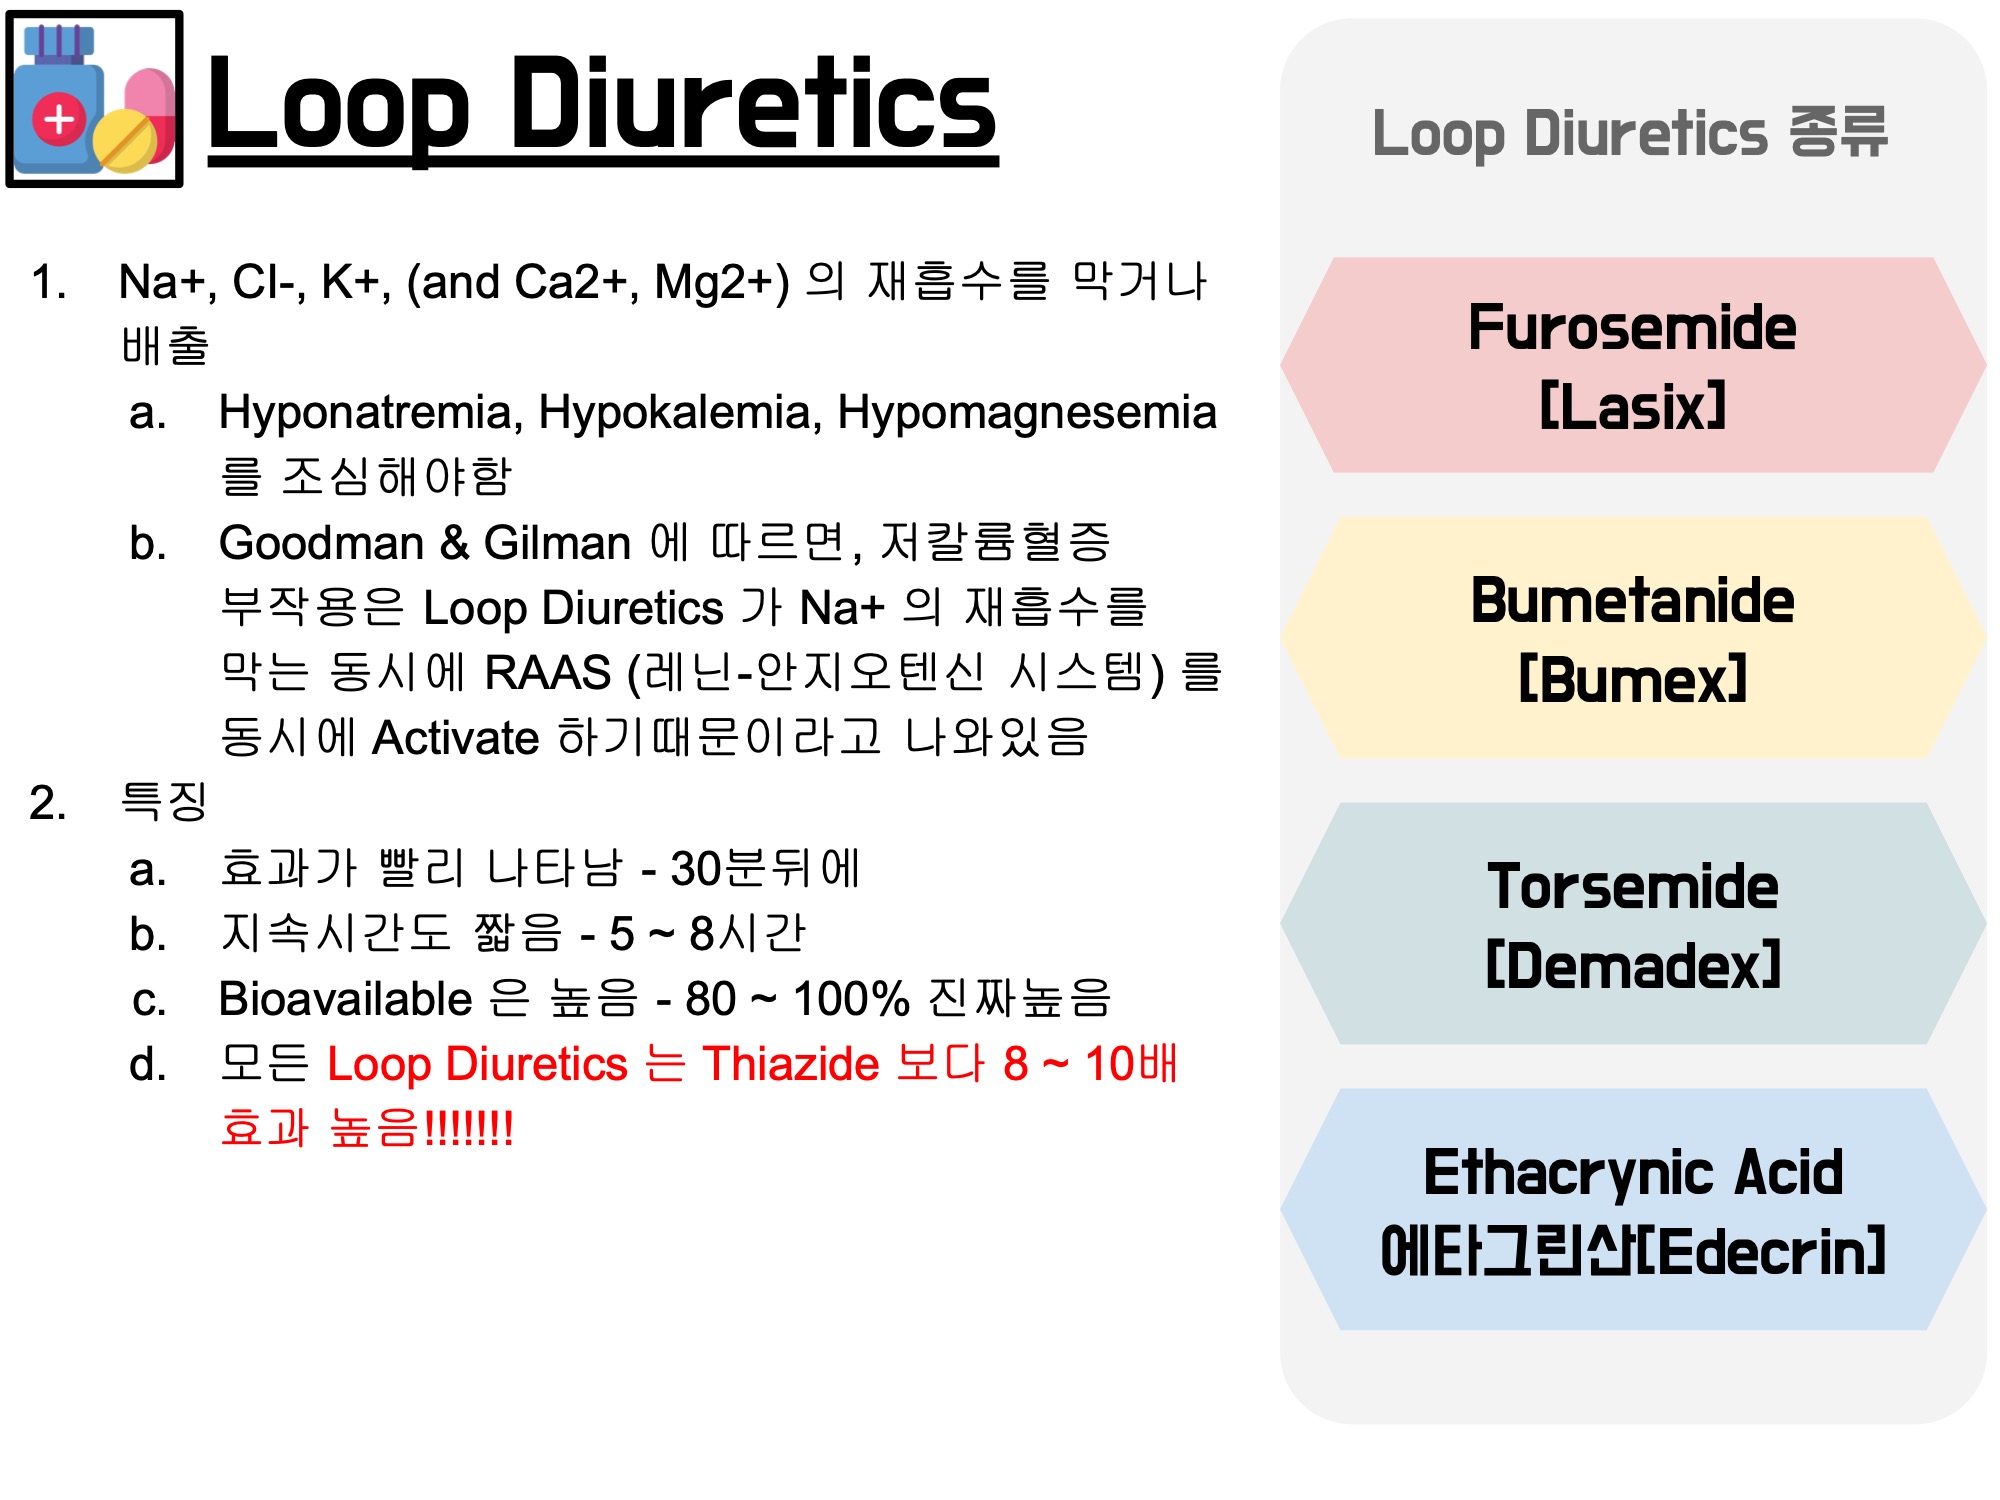 Loop Diuretics
1. Na+, Cl-, K+, (and Ca2+, Mg2+) 의 재흡수를 막거나
배출
a. Hyponatremia, Hypokalemia, Hypomagnesemia
를 조심해야함
b. Goodman & Gilman 에 따르면, 저칼륨혈증
부작용은 Loop Diuretics 가 Na+ 의 재흡수를
막는 동시에 RAAS (레닌-안지오텐신 시스템) 를
동시에 Activate 하기때문이라고 나와있음
2. 특징
a. 효과가 빨리 나타남 - 30분뒤에
b. 지속시간도 짧음 - 5 ~ 8시간
c. Bioavailable 은 높음 - 80 ~ 100% 진짜높음
d. 모든 Loop Diuretics 는 Thiazide 보다 8 ~ 10배
효과 높음!!!!!!!
Loop Diuretics 종류
Furosemide
[Lasix]
Bumetanide
[Bumex]
Torsemide
[Demadex]
Ethacrynic Acid
에타그린산[Edecrin]